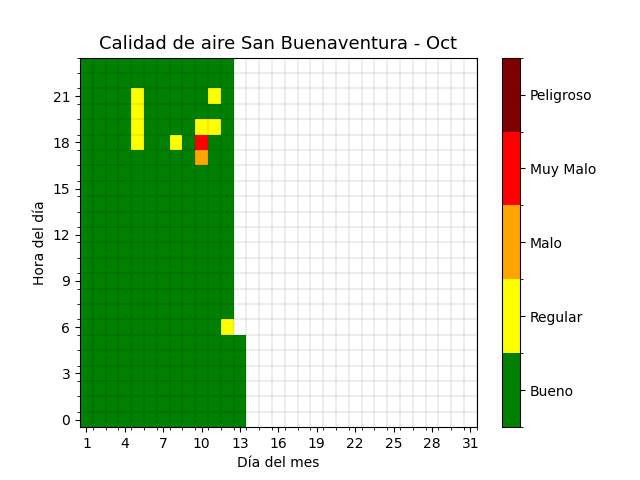 Calidad de aire San Buenaventura - Oct
Hora del día
21
18
15
12
9
6
3
0
1 4 7 10 13 16 19 22 25 28 31
Día del mes
Peligroso
Muy Malo
Malo
Regular
Bueno